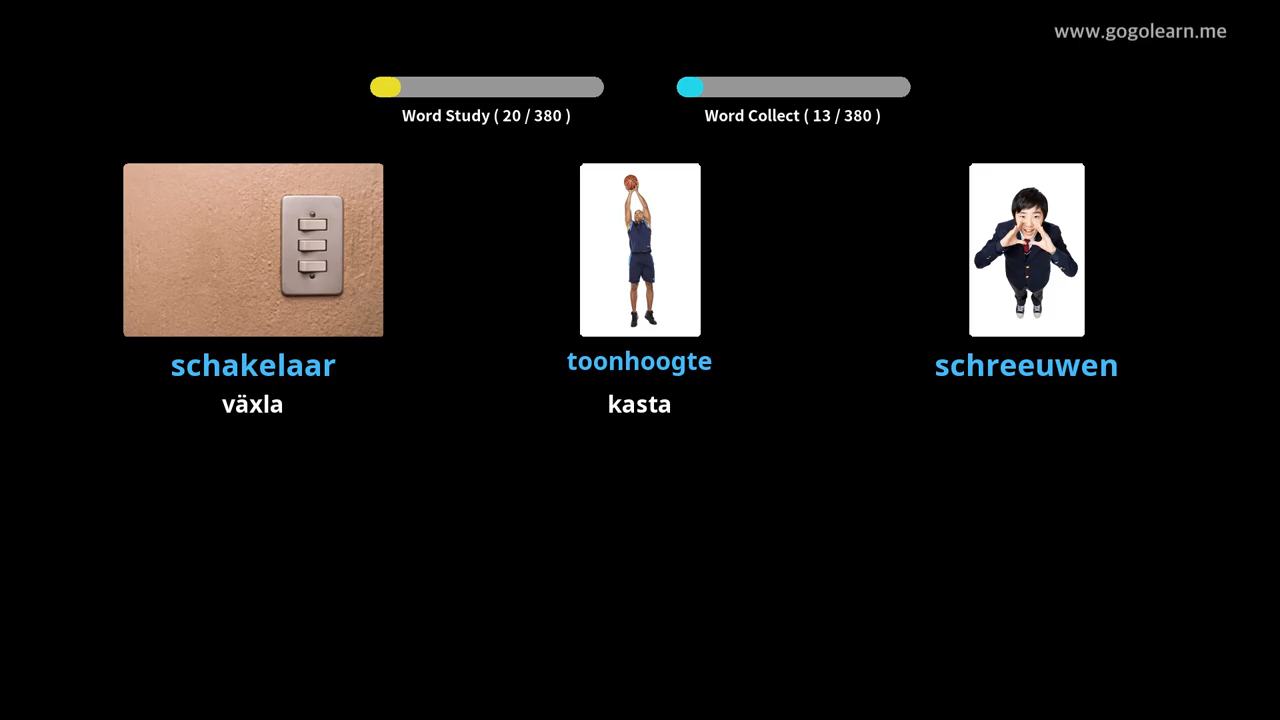 www.gogolearn.me
Word Study ( 20 / 380 )
Word Collect ( 13 / 380 )
schakelaar
toonhoogte
schreeuwen
växla
kasta